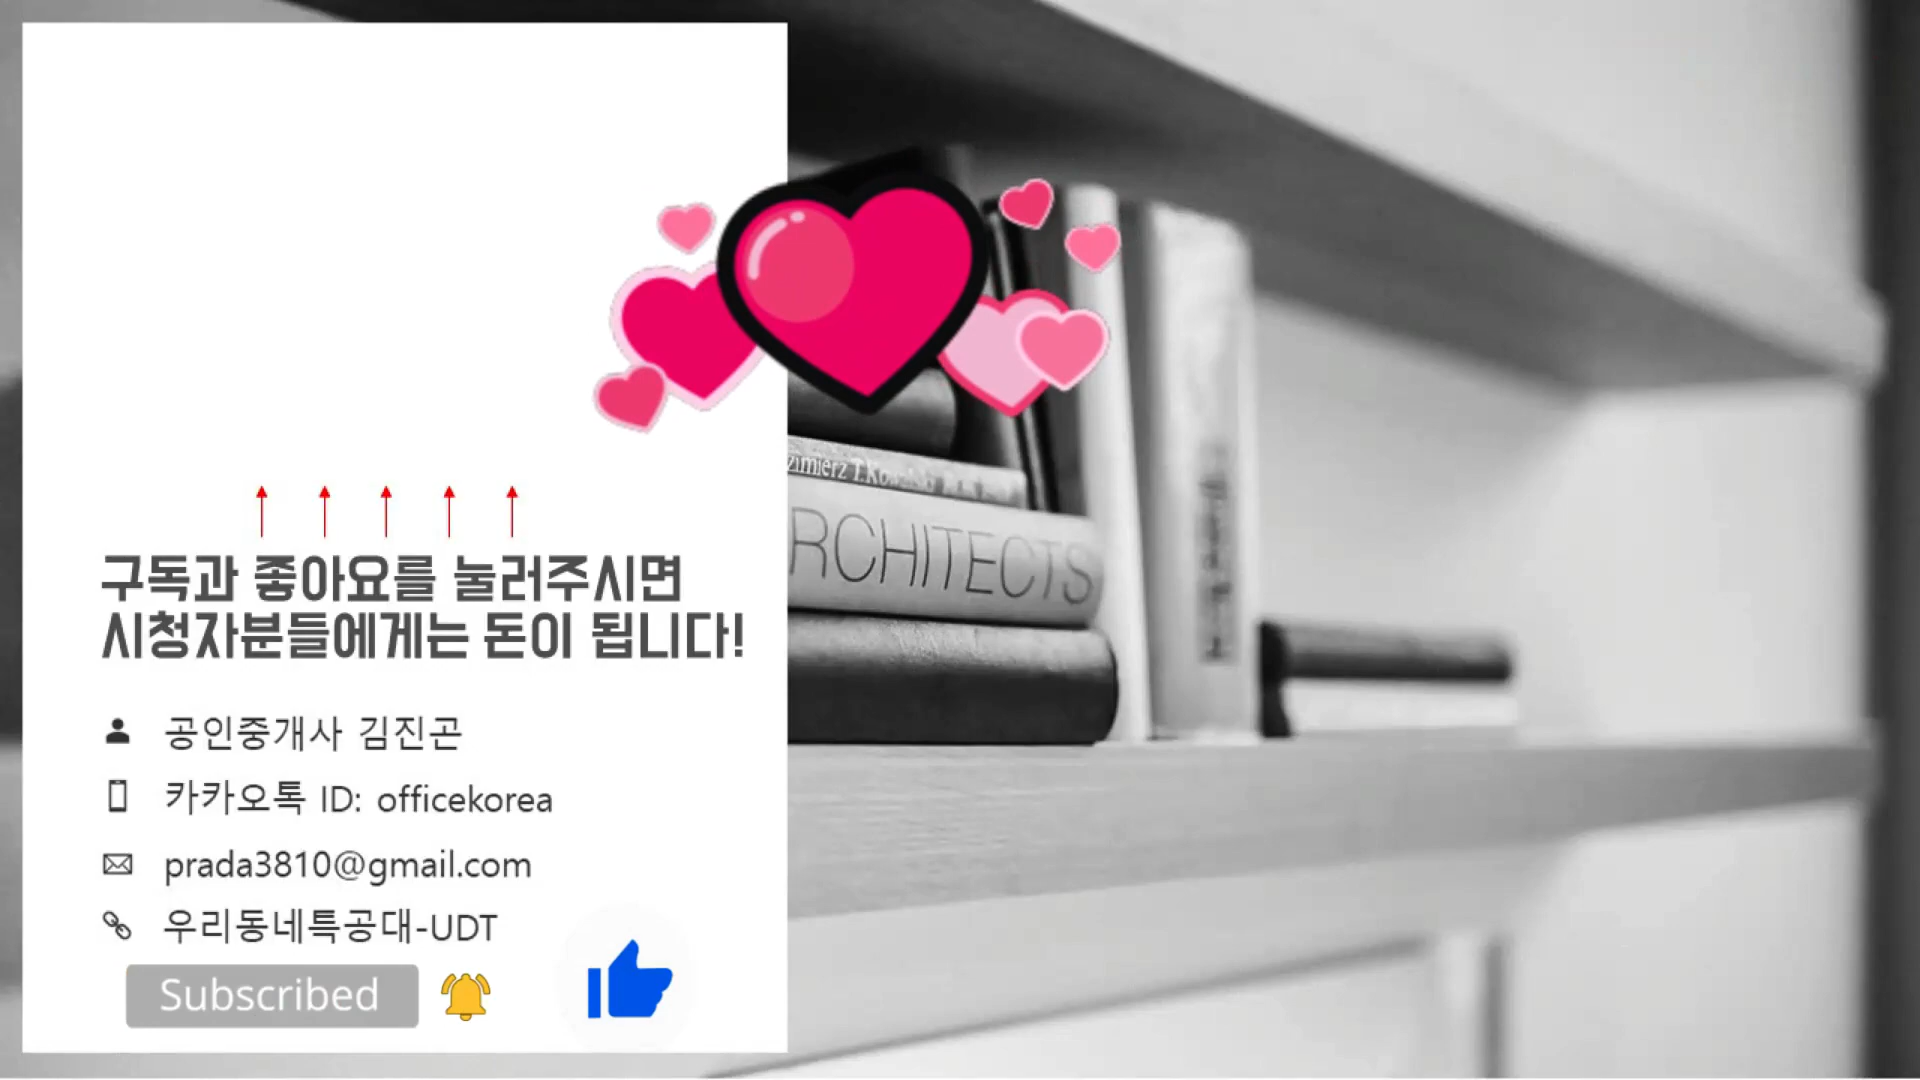 구독과 좋아요를 눌러주시면
시청자분들에게는 돈이 됩니다!
공인중개사 김진곤
카카오톡 ID: officekorea
prada3810@gmail.com
우리동네특공대-UDT
Subscribed
zimierz T.Kowalski
RCHITECTS